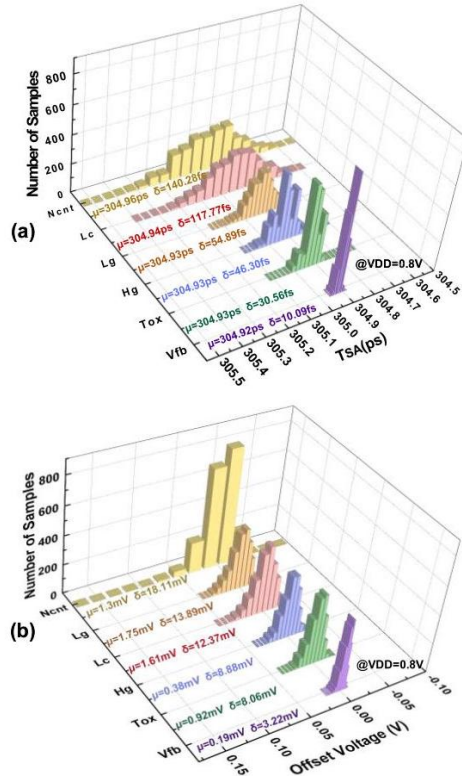 800
600
400
200
0
Number of Samples
Ncnt
Lc
Lg
Hg
Tox
Vfb
μ=304.96ps δ=140.28fs
μ=304.94ps δ=117.77fs
μ=304.93ps δ=54.89fs
μ=304.93ps δ=46.30fs
μ=304.93ps δ=30.56fs
μ=304.92ps δ=10.09fs
(a)
@VDD=0.8V
305.5
305.4
305.3
305.2
305.1
305.0
304.9
304.8
304.7
304.6
304.5
TSA(ps)
800
600
400
200
0
Number of Samples
Ncnt
Lg
Lc
Hg
Tox
Vfb
μ=1.3mV δ=18.11mV
μ=1.75mV δ=13.89mV
μ=1.61mV δ=12.37mV
μ=0.38mV δ=8.88mV
μ=0.92mV δ=8.06mV
μ=0.19mV δ=3.22mV
(b)
@VDD=0.8V
0.15
0.10
0.05
0.00
-0.05
-0.10
Offset Voltage (V)